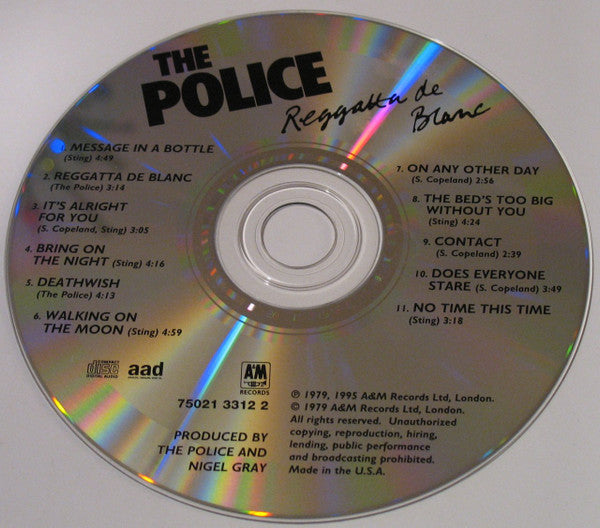 THE
POLICE
Reggatta de
Blanc
1. MESSAGE IN A BOTTLE
(Sting) 4:49
2. REGGATTA DE BLANC
(The Police) 3:14
3. IT'S ALRIGHT
FOR YOU
(S. Copeland, Sting) 3:05
4. BRING ON
THE NIGHT (Sting) 4:16
5. DEATHWISH
(The Police) 4:13
6. WALKING ON
THE MOON (Sting) 4:59
7. ON ANY OTHER DAY
(S. Copeland) 2:56
8. THE BED'S TOO BIG
WITHOUT YOU
(Sting) 4:24
9. CONTACT
(S. Copeland) 2:39
10. DOES EVERYONE
STARE (S. Copeland) 3:49
11. NO TIME THIS TIME
(Sting) 3:18
COMPACT
disc
DIGITAL AUDIO
aad
A&M
RECORDS
75021 3312 2
PRODUCED BY
THE POLICE AND
NIGEL GRAY
℗ 1979, 1995 A&M Records Ltd, London.
© 1979 A&M Records Ltd, London.
All rights reserved. Unauthorized
copying, reproduction, hiring,
lending, public performance
and broadcasting prohibited.
Made in the U.S.A.